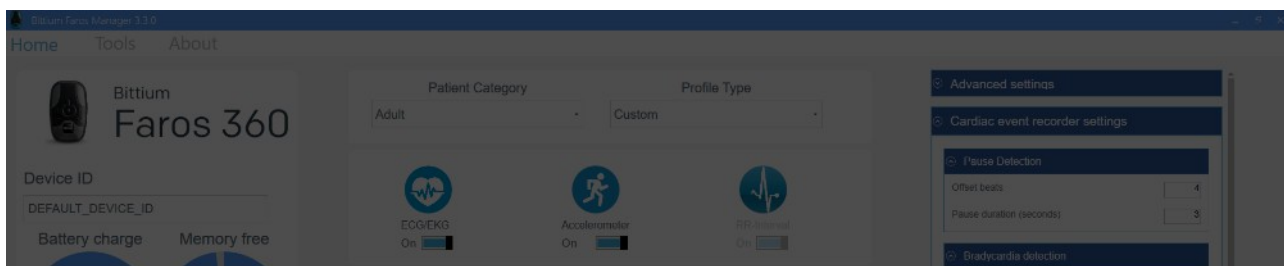 Bittium Faros Manager 3.3.0
Home Tools About
Bittium
Faros 360
Device ID
DEFAULT_DEVICE_ID
Battery charge Memory free
Patient Category Profile Type
Adult Custom
ECG/EKG Accelerometer RR-Interval
On On On
Advanced settings
Cardiac event recorder settings
Pause Detection
Offset beats 4
Pause duration (seconds) 3
Bradycardia detection